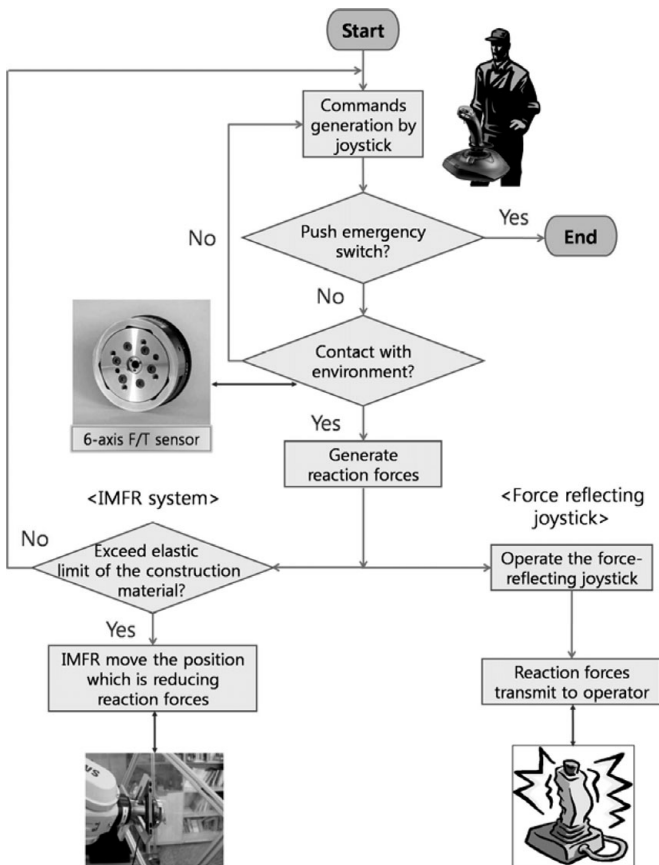 Start
Commands
generation by
joystick
Push emergency
switch?
Yes
End
No
No
Contact with
environment?
6-axis F/T sensor
Yes
Generate
reaction forces
<IMFR system>
<Force reflecting
joystick>
No
Exceed elastic
limit of the construction
material?
Operate the force-
reflecting joystick
Yes
IMFR move the position
which is reducing
reaction forces
Reaction forces
transmit to operator